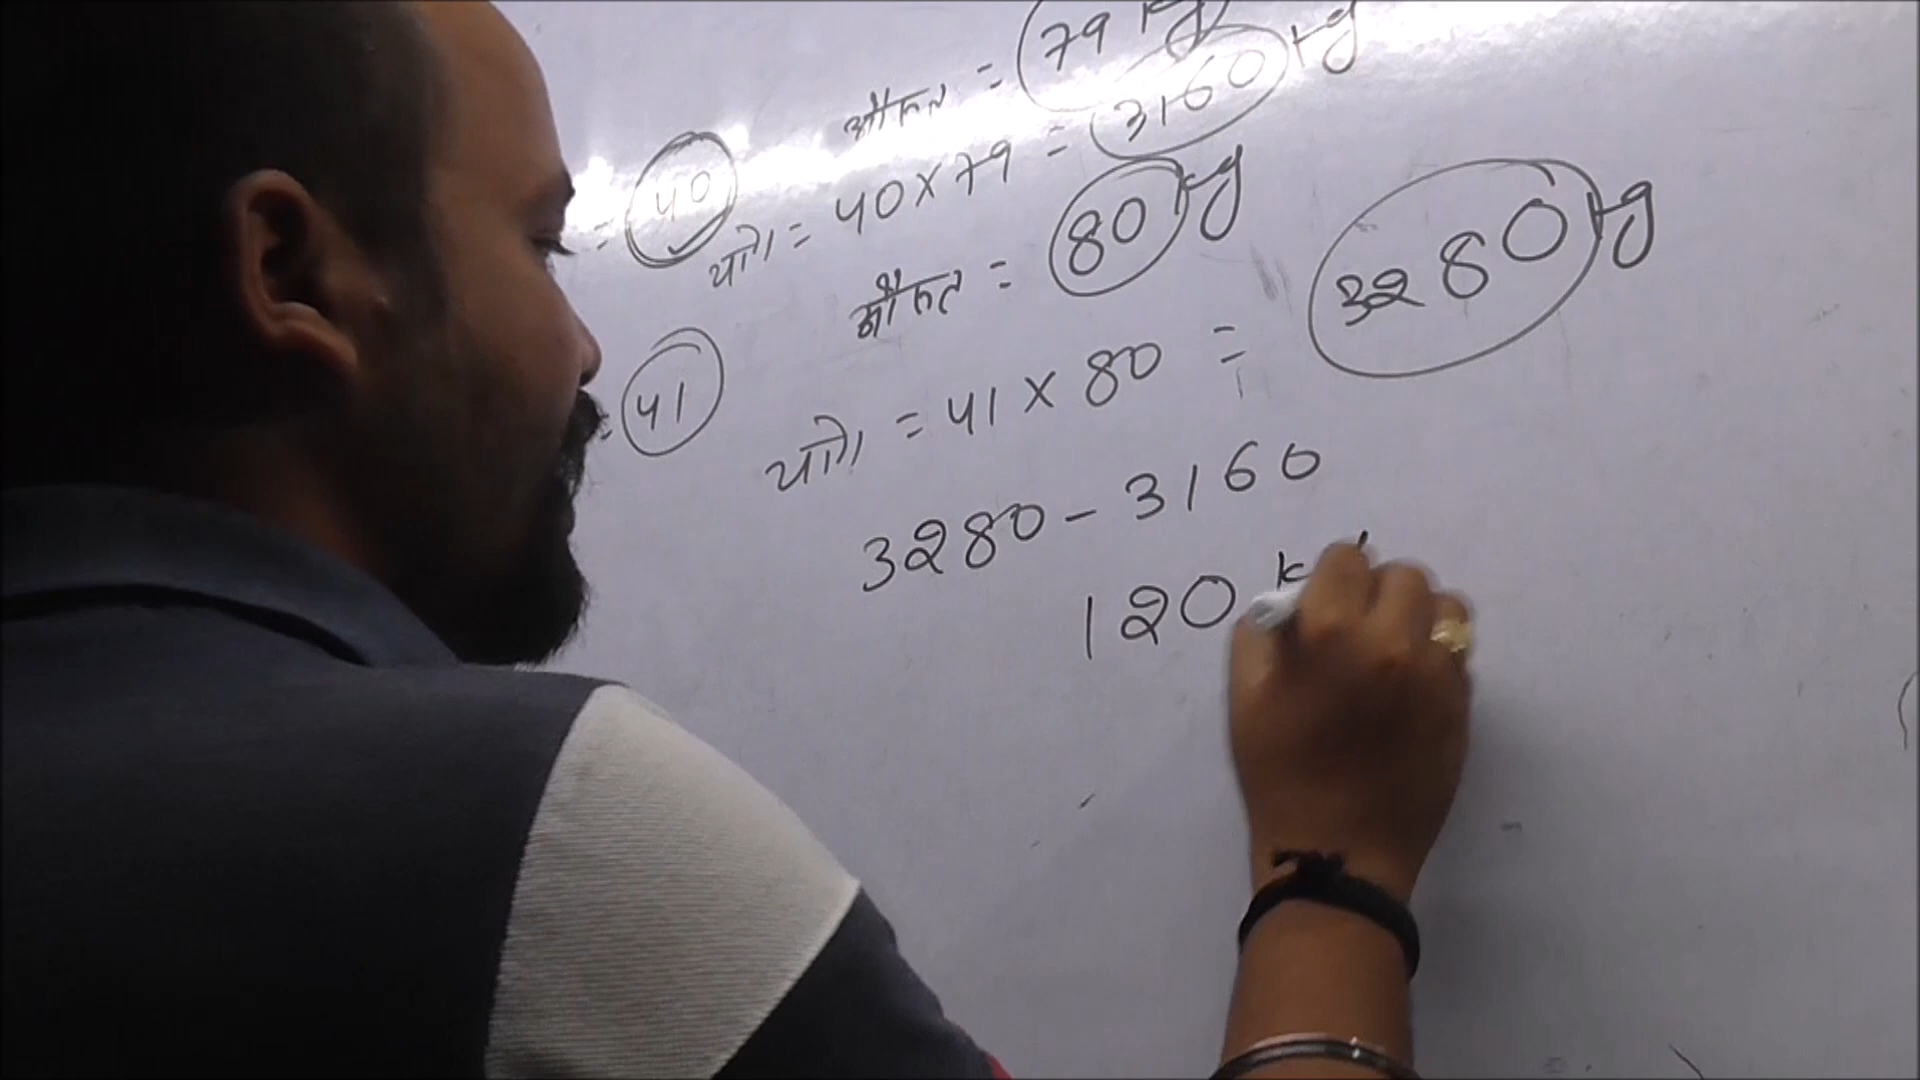 औसत = 79 kg
= 40 योग = 40 × 79 = 3160 kg
औसत = 80 kg
= 41 योग = 41 × 80 = 3280 kg
3280 - 3160
120 k